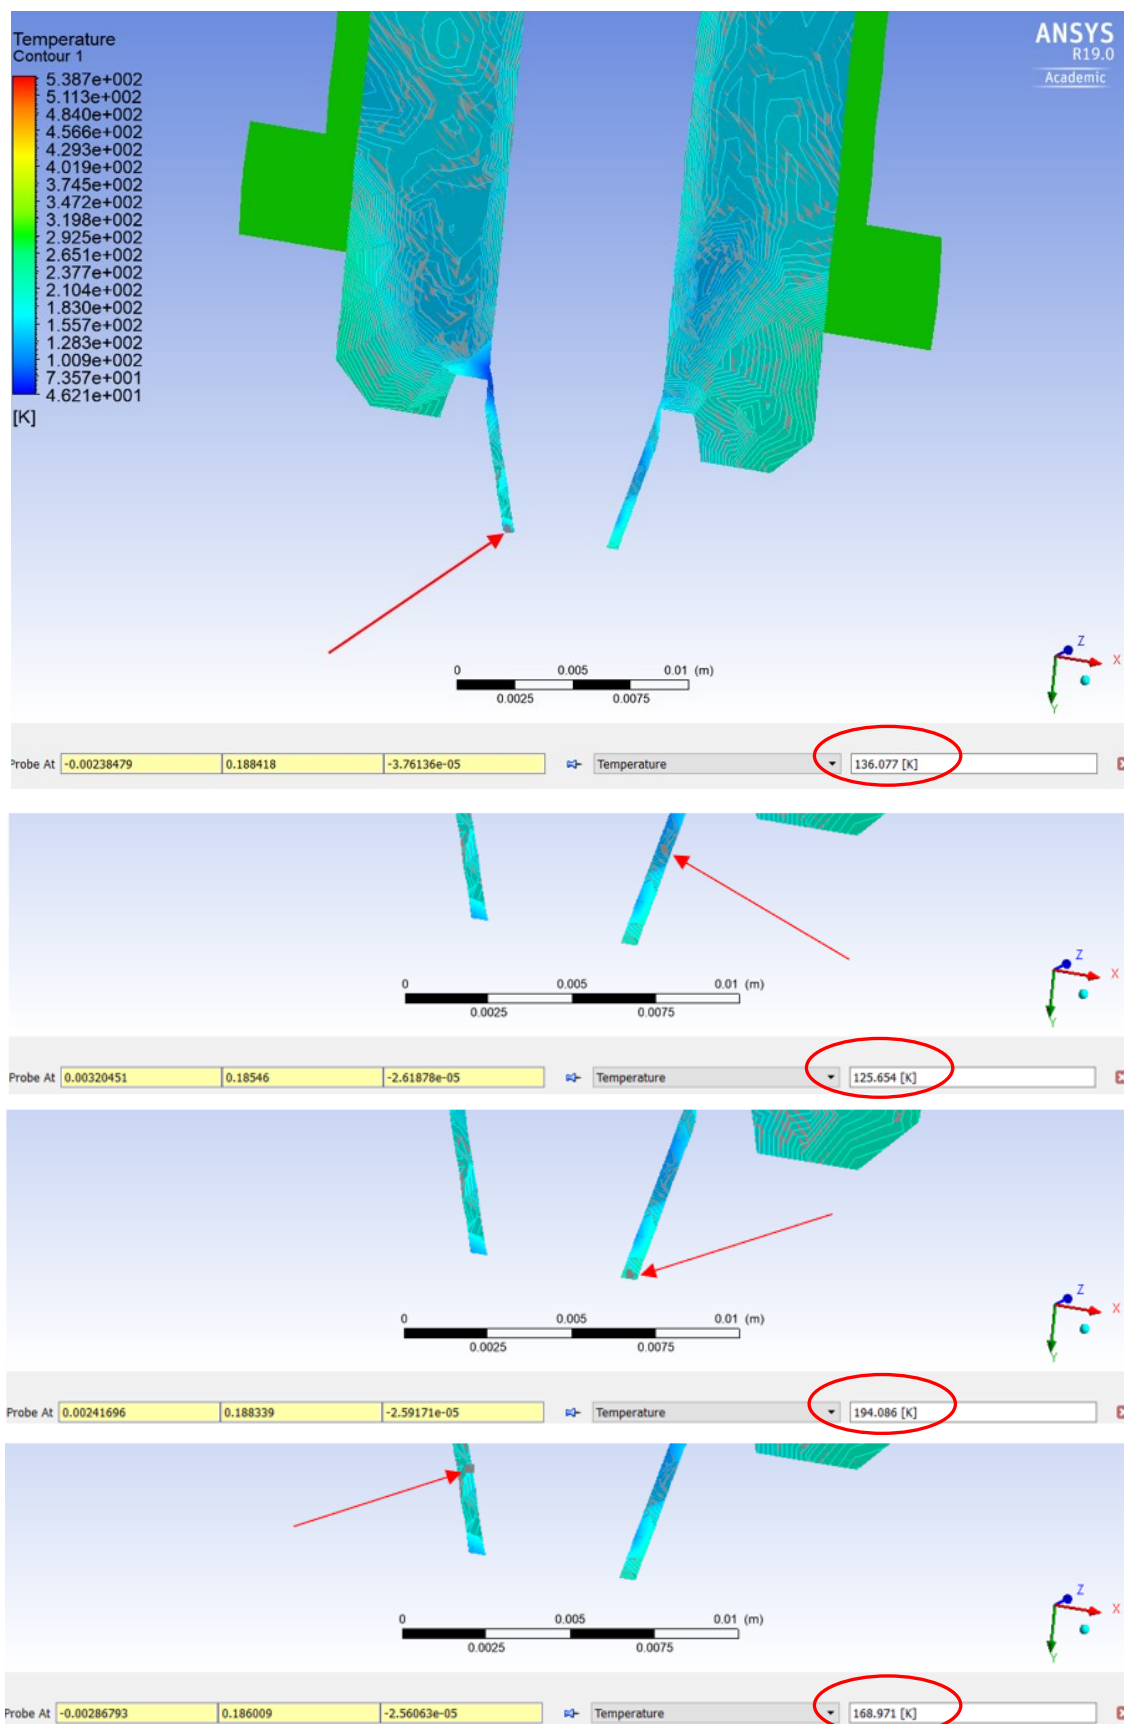 Temperature
Contour 1
5.387e+002
5.113e+002
4.840e+002
4.566e+002
4.293e+002
4.019e+002
3.745e+002
3.472e+002
3.198e+002
2.925e+002
2.651e+002
2.377e+002
2.104e+002
1.830e+002
1.557e+002
1.283e+002
1.009e+002
7.357e+001
4.621e+001
[K]
ANSYS
R19.0
Academic
0 0.005 0.01 (m)
0.0025 0.0075
Z
X
Y
Probe At -0.00238479 0.188418 -3.76136e-05 Temperature 136.077 [K]
0 0.005 0.01 (m)
0.0025 0.0075
Z
X
Y
Probe At 0.00320451 0.18546 -2.61878e-05 Temperature 125.654 [K]
0 0.005 0.01 (m)
0.0025 0.0075
Z
X
Y
Probe At 0.00241696 0.188339 -2.59171e-05 Temperature 194.086 [K]
0 0.005 0.01 (m)
0.0025 0.0075
Z
X
Y
Probe At -0.00286793 0.186009 -2.56063e-05 Temperature 168.971 [K]